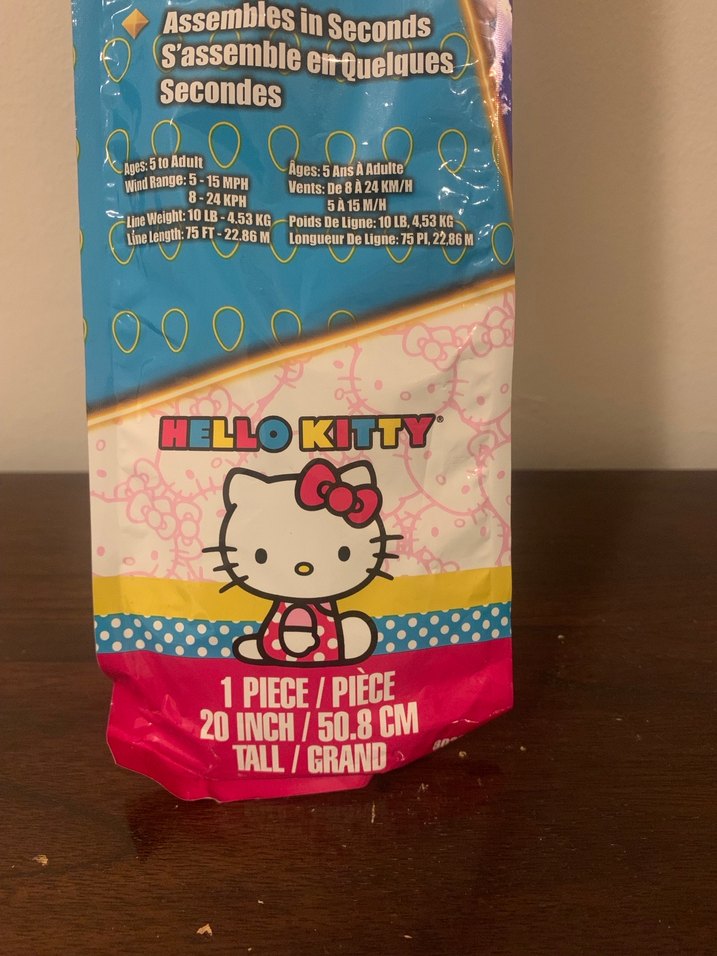 Assembles in Seconds
S'assemble en Quelques
Secondes
Ages: 5 to Adult
Wind Range: 5 - 15 MPH
8 - 24 KPH
Line Weight: 10 LB - 4.53 KG
Line Length: 75 FT - 22.86 M
Âges: 5 Ans À Adulte
Vents: De 8 À 24 KM/H
5 À 15 M/H
Poids De Ligne: 10 LB, 4,53 KG
Longueur De Ligne: 75 PI, 22,86 M
HELLO KITTY®
1 PIECE / PIÈCE
20 INCH / 50.8 CM
TALL / GRAND